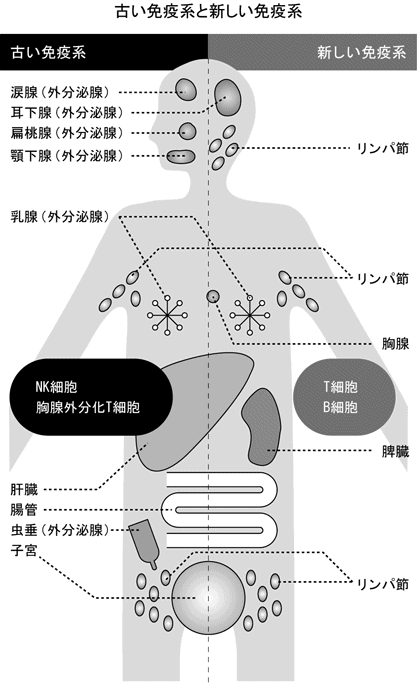 古い免疫系と新しい免疫系
古い免疫系
新しい免疫系
涙腺(外分泌腺)
耳下腺(外分泌腺)
扁桃腺(外分泌腺)
顎下腺(外分泌腺)
リンパ節
乳腺(外分泌腺)
リンパ節
胸腺
NK細胞
胸腺外分化T細胞
T細胞
B細胞
脾臓
肝臓
腸管
虫垂(外分泌腺)
子宮
リンパ節